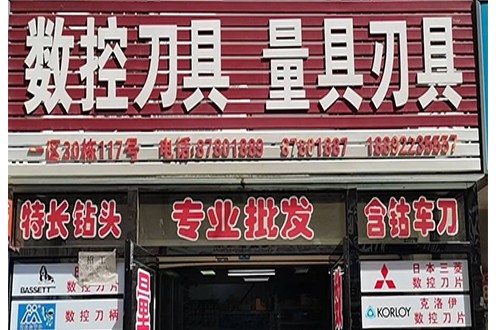 数控刀具 量具刃具
一区30栋117号 电话:87801889 87801887
特长钻头 专业批发 含钴车刀
BASSETT
数控刀片
数控刀柄
量
日本三菱
数控刀片
KORLOY 克洛伊
数控刀片